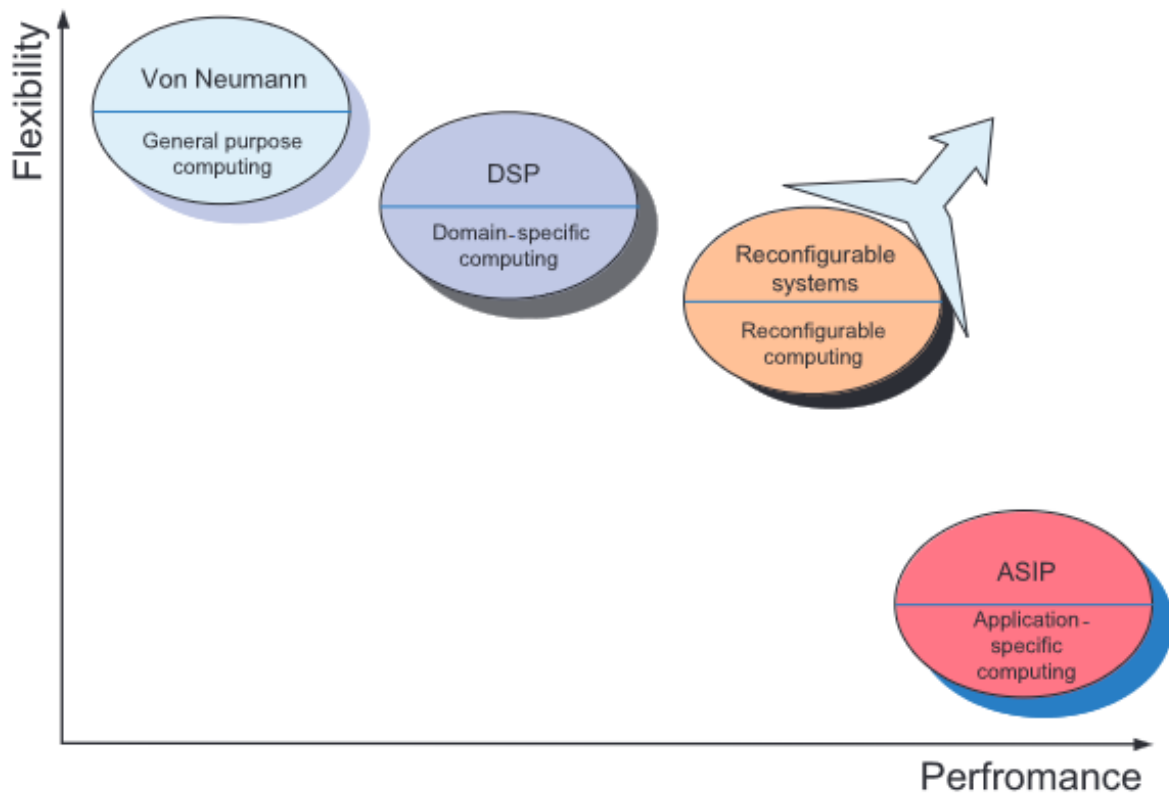 Flexibility
Von Neumann
General purpose
computing
DSP
Domain-specific
computing
Reconfigurable
systems
Reconfigurable
computing
ASIP
Application-
specific
computing
Perfromance